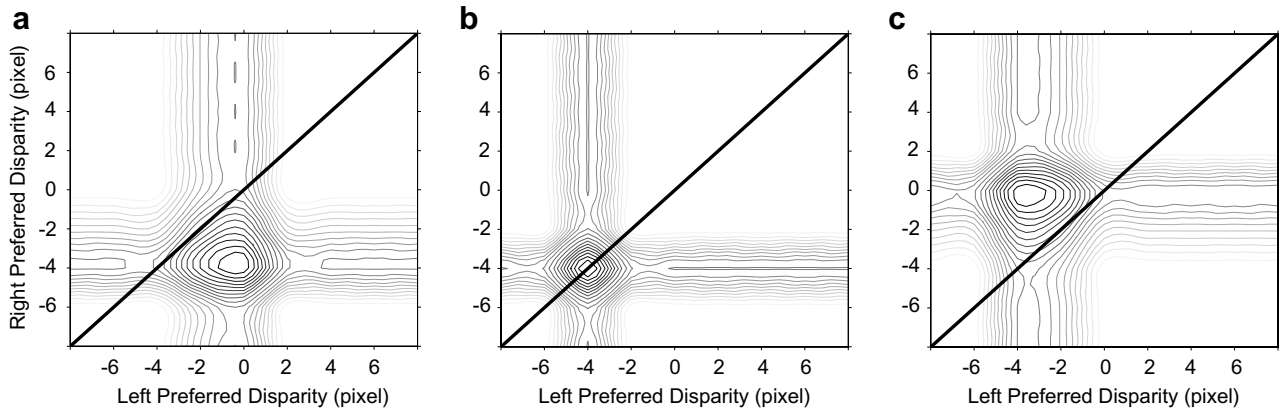 a b c
Right Preferred Disparity (pixel)
6 6 6
4 4 4
2 2 2
0 0 0
-2 -2 -2
-4 -4 -4
-6 -6 -6
-6 -4 -2 0 2 4 6 -6 -4 -2 0 2 4 6 -6 -4 -2 0 2 4 6
Left Preferred Disparity (pixel) Left Preferred Disparity (pixel) Left Preferred Disparity (pixel)